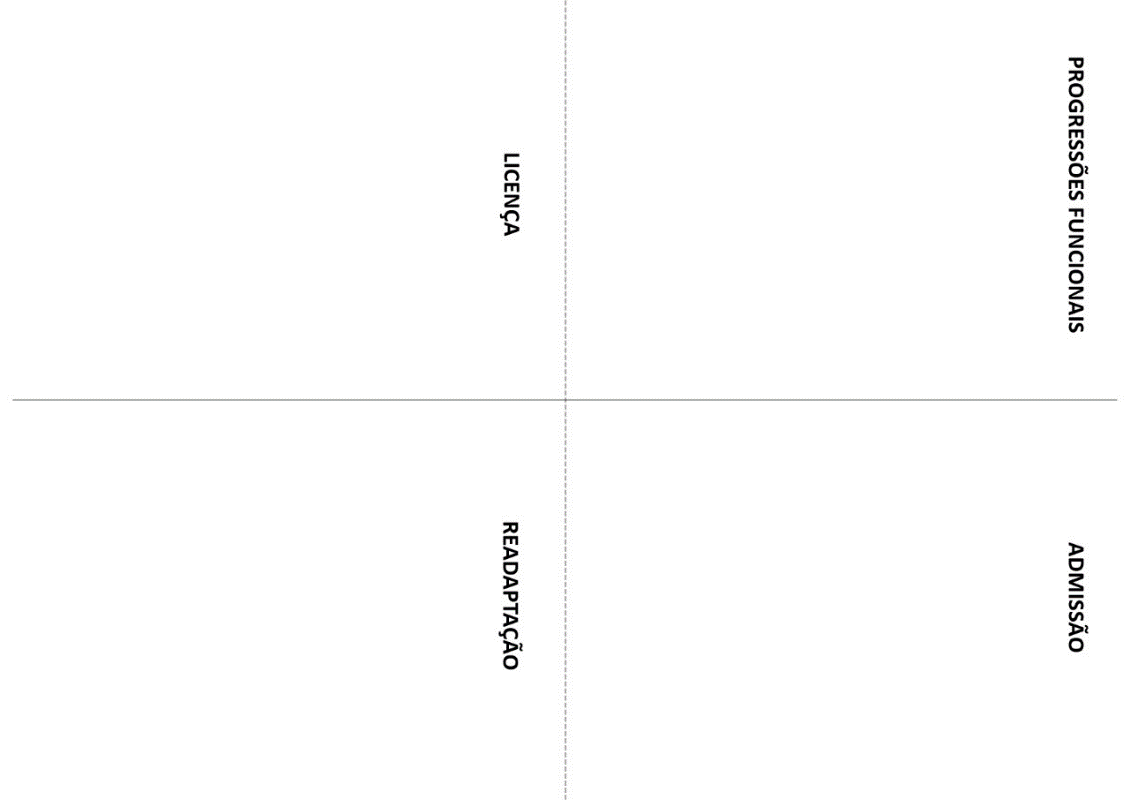 LICENÇA
PROGRESSÕES FUNCIONAIS
READAPTAÇÃO
ADMISSÃO